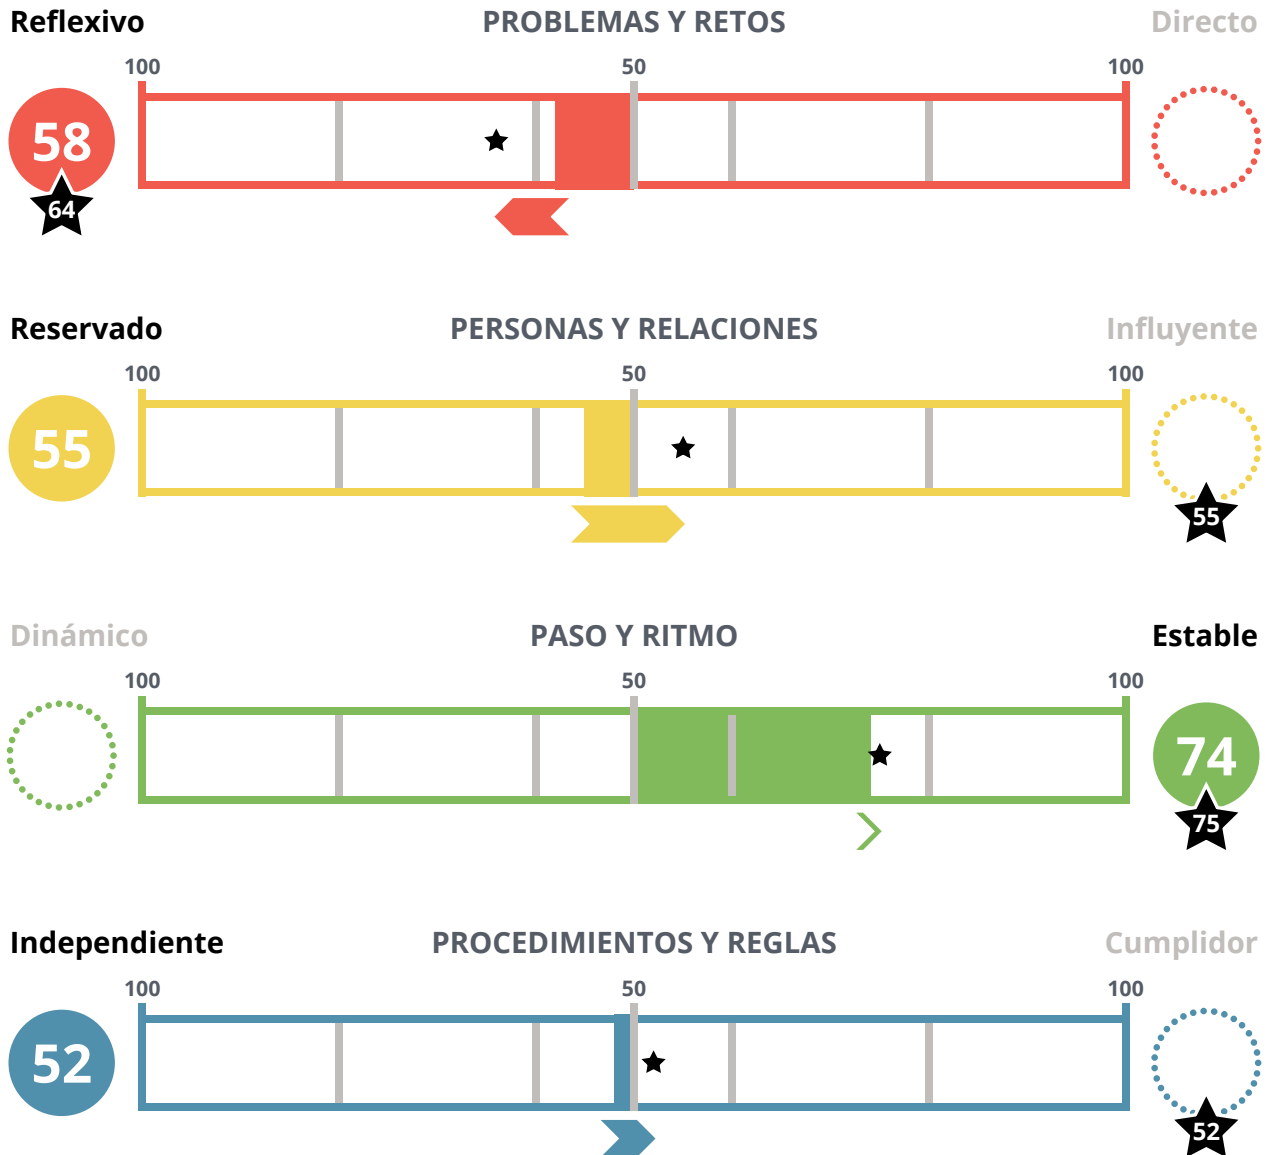 Reflexivo PROBLEMAS Y RETOS Directo
100 50 100
58
64
Reservado PERSONAS Y RELACIONES Influyente
100 50 100
55
55
Dinámico PASO Y RITMO Estable
100 50 100
74
75
Independiente PROCEDIMIENTOS Y REGLAS Cumplidor
100 50 100
52
52